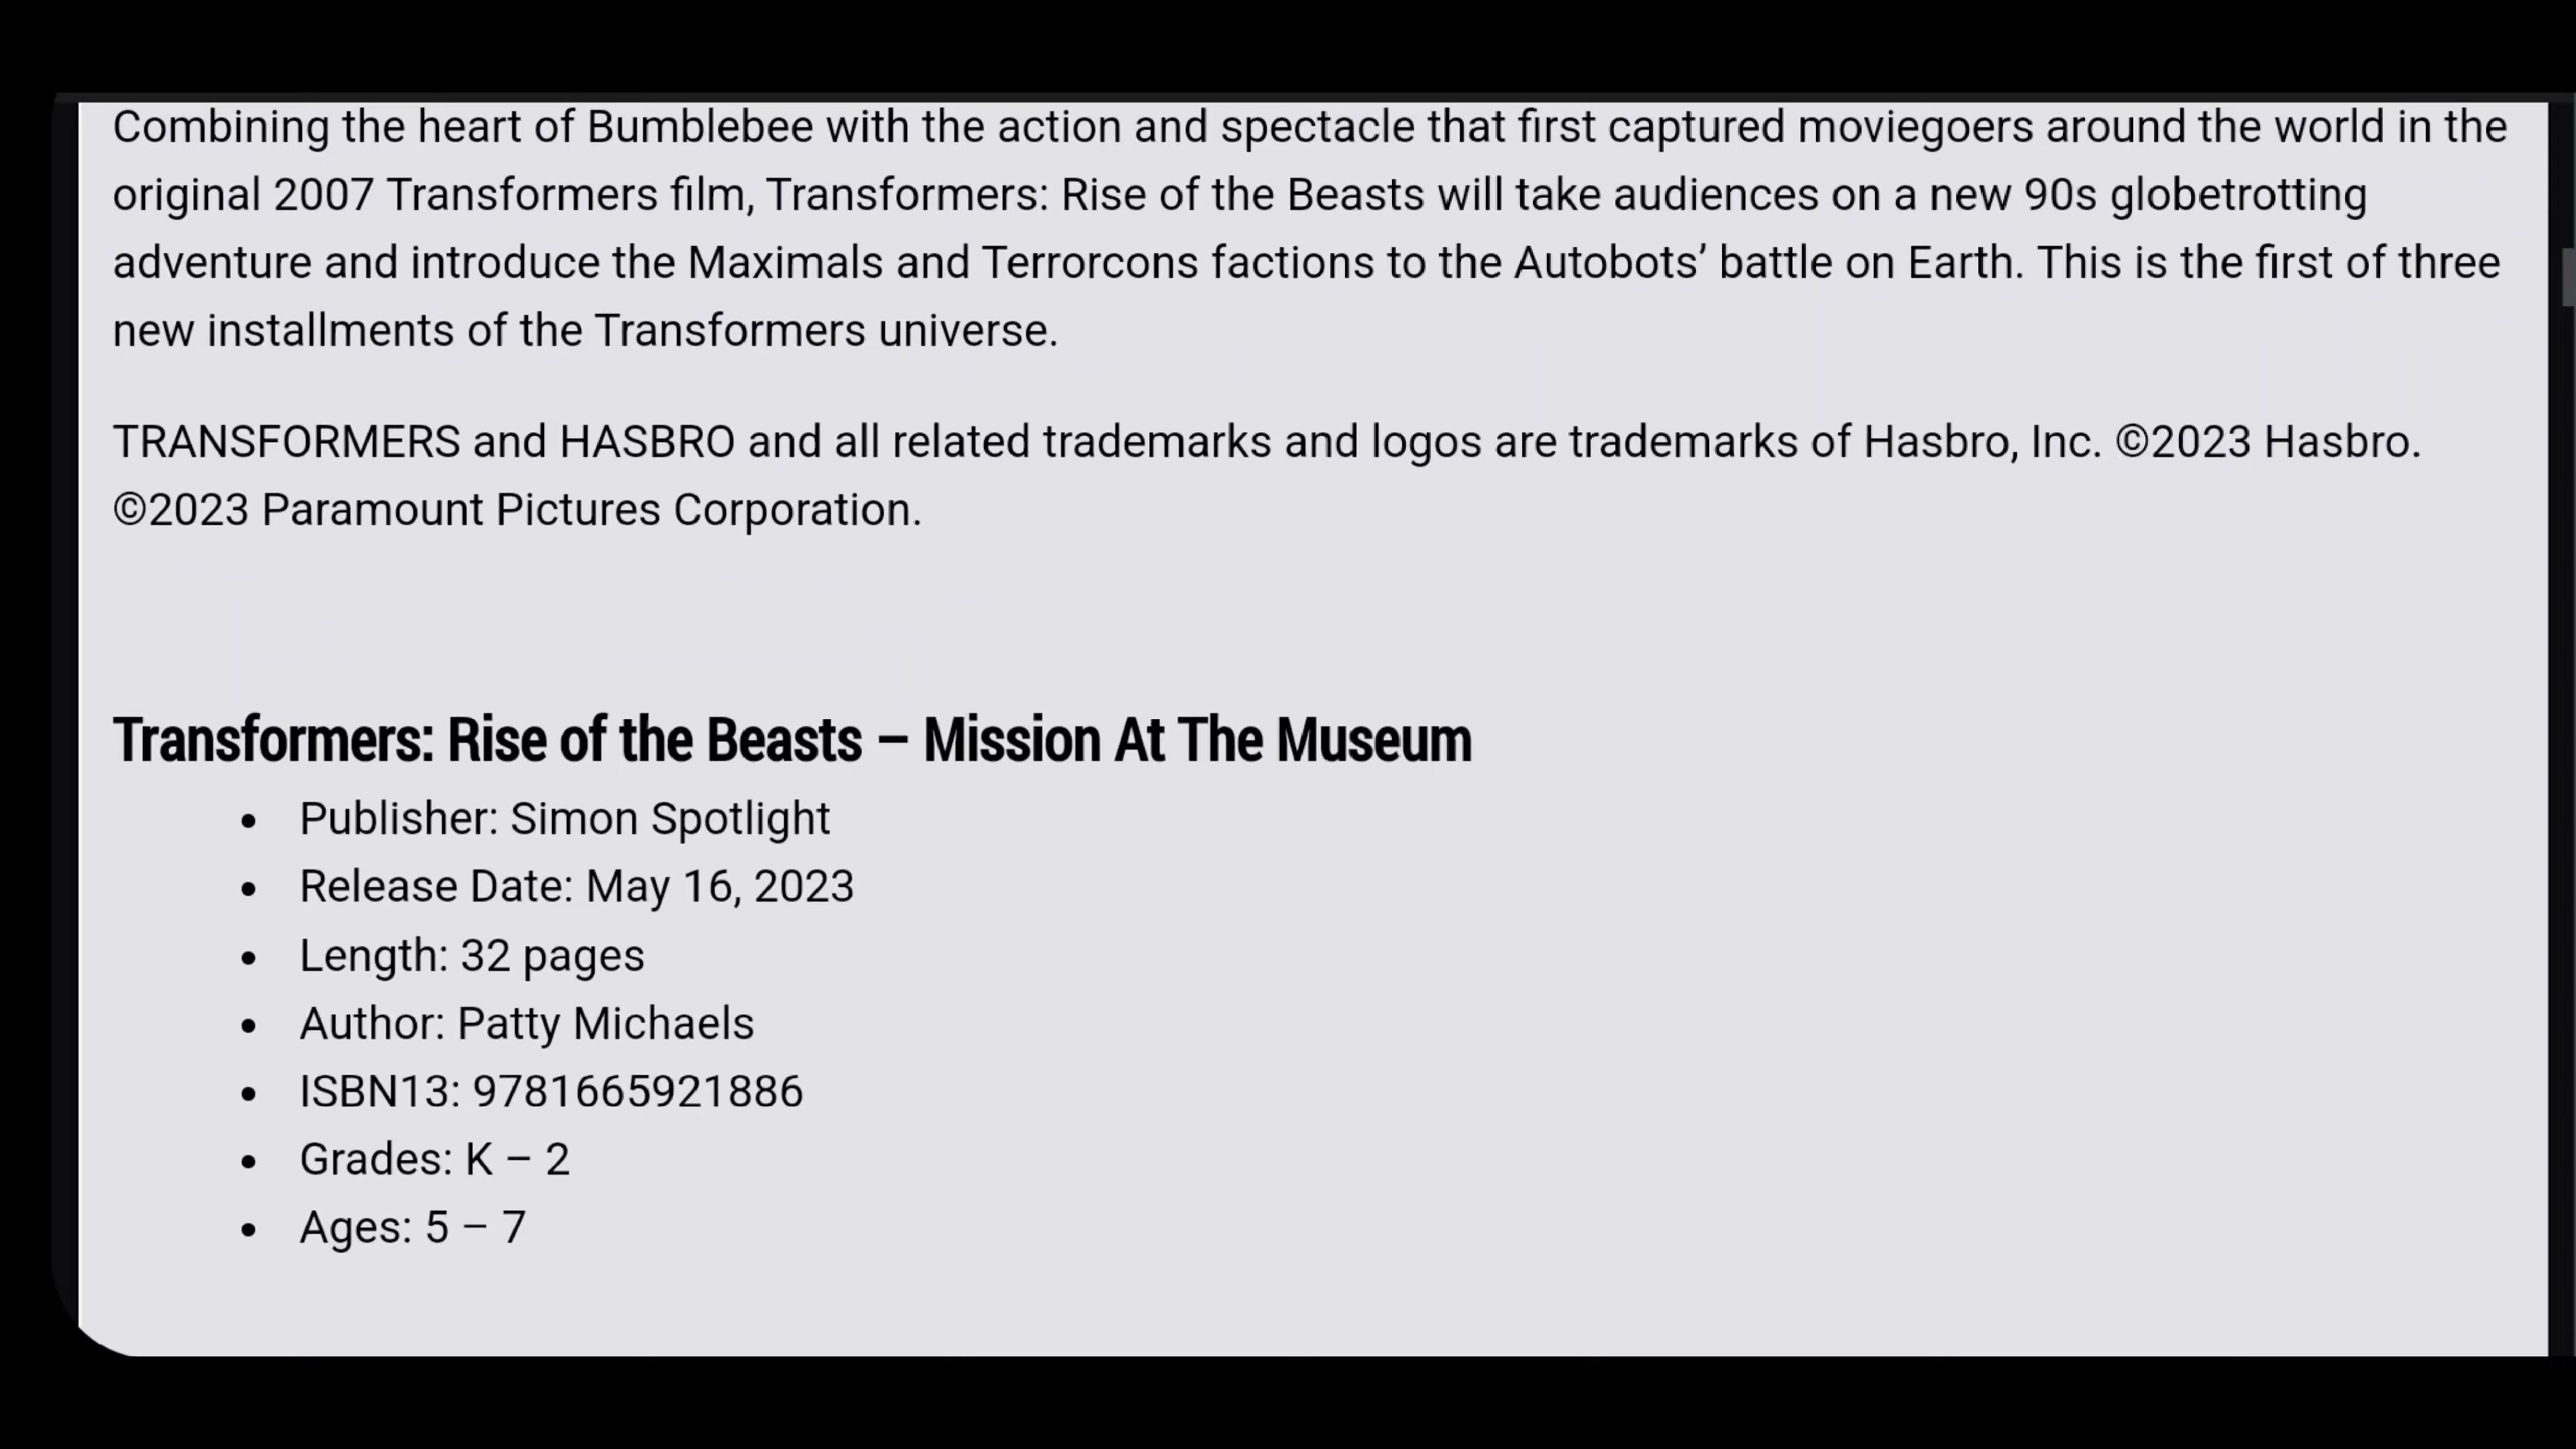 Combining the heart of Bumblebee with the action and spectacle that first captured moviegoers around the world in the
original 2007 Transformers film, Transformers: Rise of the Beasts will take audiences on a new 90s globetrotting
adventure and introduce the Maximals and Terrorcons factions to the Autobots’ battle on Earth. This is the first of three
new installments of the Transformers universe.
TRANSFORMERS and HASBRO and all related trademarks and logos are trademarks of Hasbro, Inc. ©2023 Hasbro.
©2023 Paramount Pictures Corporation.
Transformers: Rise of the Beasts – Mission At The Museum
• Publisher: Simon Spotlight
• Release Date: May 16, 2023
• Length: 32 pages
• Author: Patty Michaels
• ISBN13: 9781665921886
• Grades: K – 2
• Ages: 5 – 7